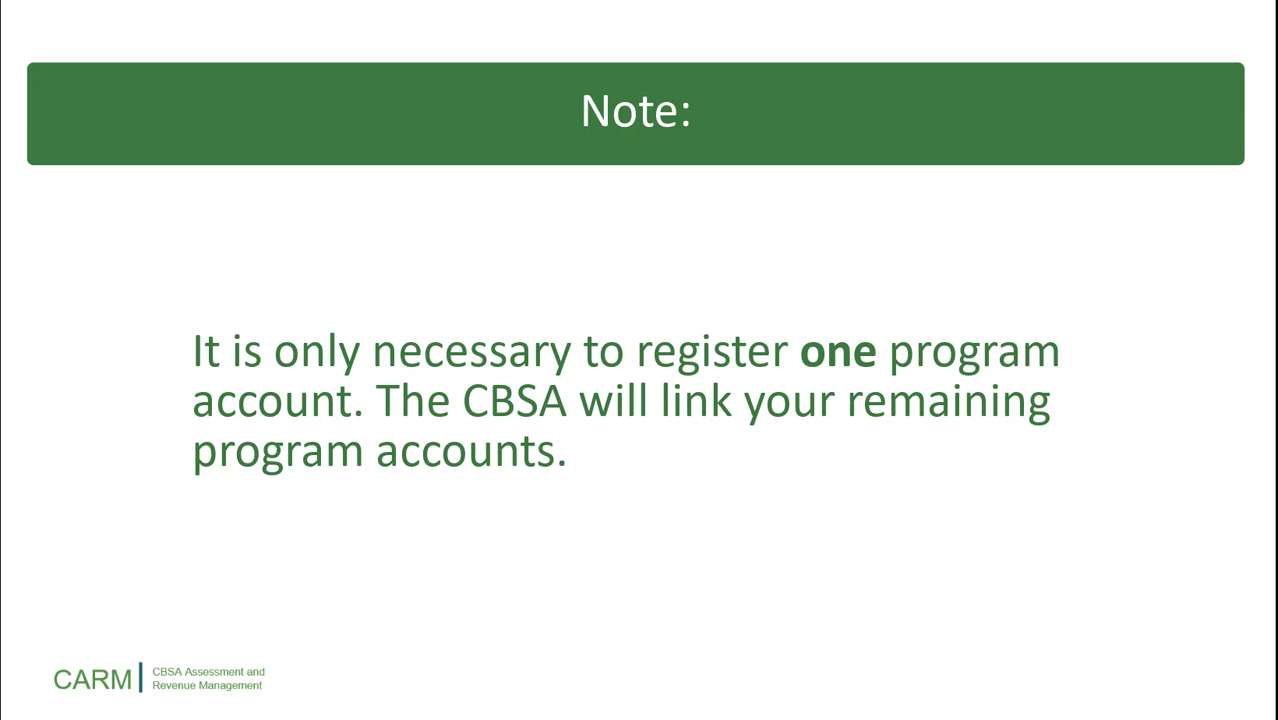 Note:
It is only necessary to register one program
account. The CBSA will link your remaining
program accounts.
CARM
CBSA Assessment and
Revenue Management